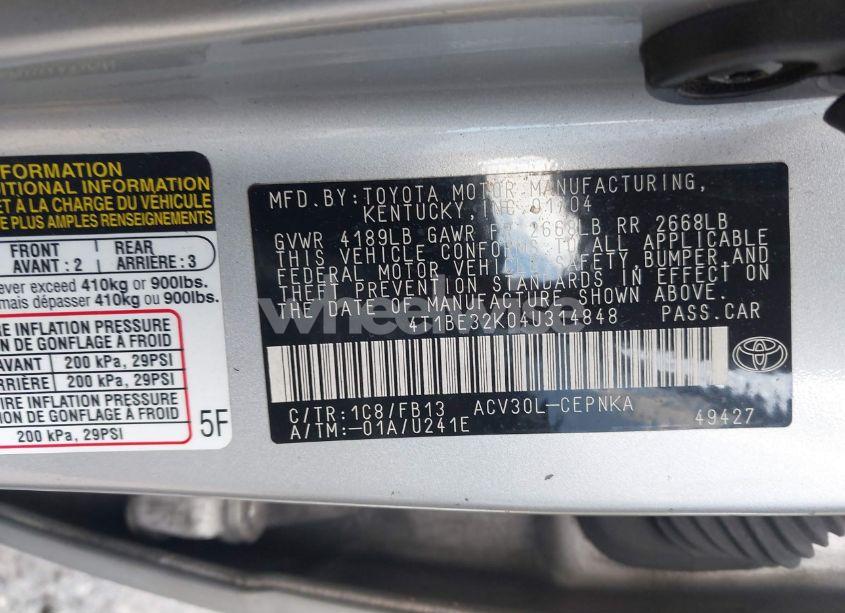 FORMATION
DITIONAL INFORMATION
ET À LA CHARGE DU VÉHICULE
PLUS AMPLES RENSEIGNEMENTS
FRONT REAR
AVANT : 2 ARRIÈRE : 3
ever exceed 410kg or 900lbs.
mais dépasser 410kg ou 900lbs.
IRE INFLATION PRESSURE
N DE GONFLAGE À FROID
AVANT 200 kPa, 29PSI
ARRIÈRE 200 kPa, 29PSI
IRE INFLATION PRESSURE
N DE GONFLAGE À FROID
200 kPa, 29PSI
5F
MFD.BY:TOYOTA MOTOR MANUFACTURING,
KENTUCKY,INC. 01/04
GVWR 4189LB GAWR FR 2668LB RR 2668LB
THIS VEHICLE CONFORMS TO ALL APPLICABLE
FEDERAL MOTOR VEHICLE SAFETY, BUMPER,AND
THEFT PREVENTION STANDARDS IN EFFECT ON
THE DATE OF MANUFACTURE SHOWN ABOVE.
4T1BE32K04U314848 PASS.CAR
C/TR:1C8/FB13 ACV30L-CEPNKA
A/TM:-01A/U241E 49427